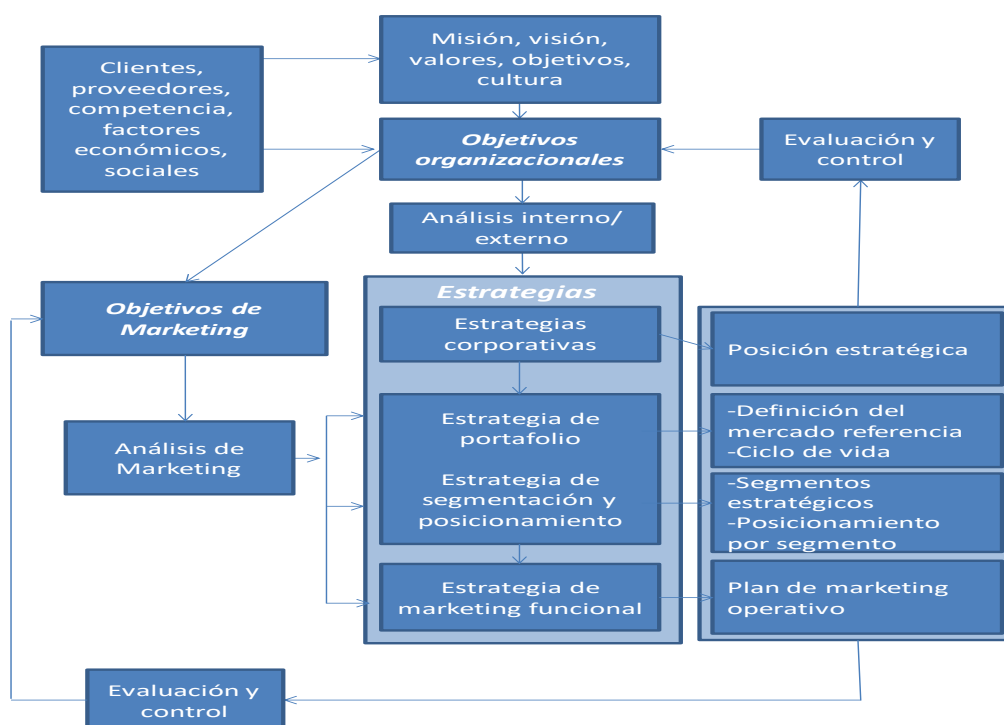 Misión, visión,
valores, objetivos,
cultura
Clientes,
proveedores,
competencia,
factores
económicos,
sociales
Objetivos
organizacionales
Evaluación y
control
Análisis interno/
externo
Objetivos de
Marketing
Estrategias
Estrategias
corporativas
Posición estratégica
Análisis de
Marketing
Estrategia de
portafolio
-Definición del
mercado referencia
-Ciclo de vida
Estrategia de
segmentación y
posicionamiento
-Segmentos
estratégicos
-Posicionamiento
por segmento
Estrategia de
marketing funcional
Plan de marketing
operativo
Evaluación y
control